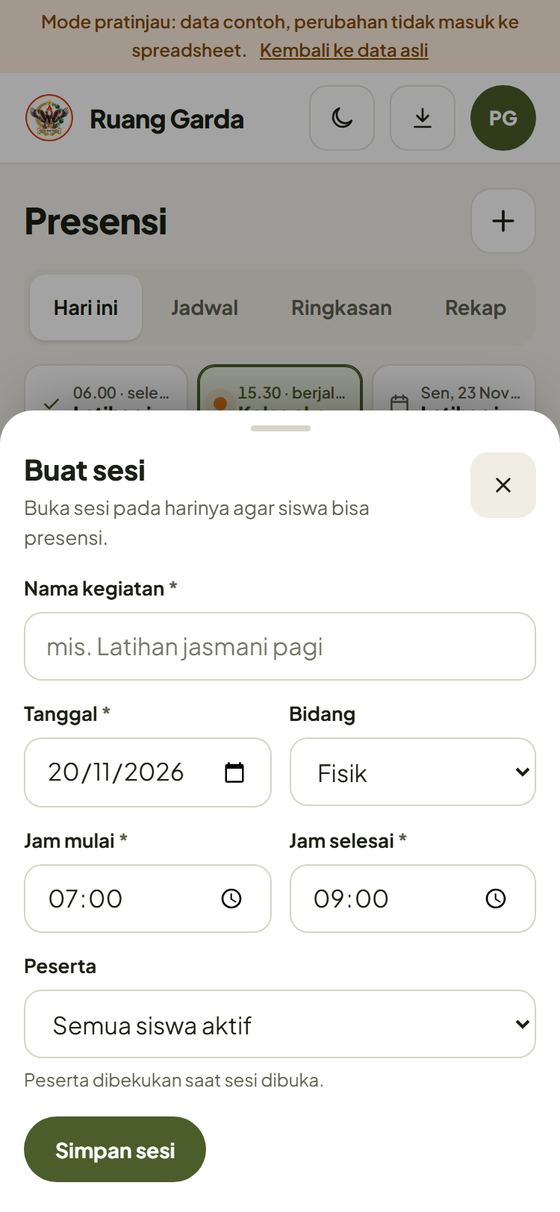 Mode pratinjau: data contoh, perubahan tidak masuk ke
spreadsheet. Kembali ke data asli
Ruang Garda
PG
Presensi
Hari ini
Jadwal
Ringkasan
Rekap
06.00 · sele...
15.30 · berjal...
Sen, 23 Nov...
Buat sesi
Buka sesi pada harinya agar siswa bisa
presensi.
Nama kegiatan *
mis. Latihan jasmani pagi
Tanggal *
Bidang
20/11/2026
Fisik
Jam mulai *
Jam selesai *
07:00
09:00
Peserta
Semua siswa aktif
Peserta dibekukan saat sesi dibuka.
Simpan sesi